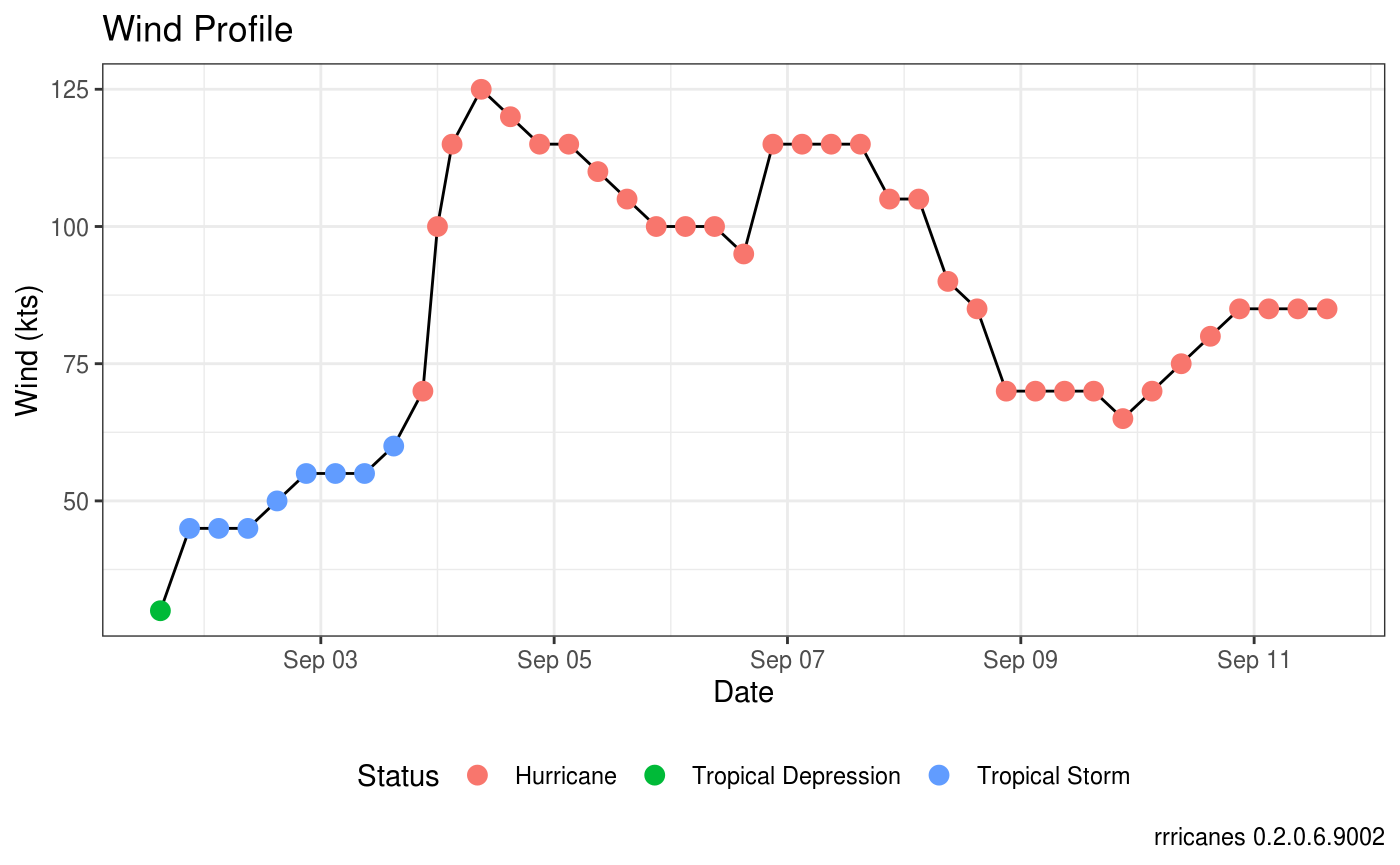 Wind Profile
125
100
75
50
Wind (kts)
Sep 03 Sep 05 Sep 07 Sep 09 Sep 11
Date
Status Hurricane Tropical Depression Tropical Storm
rrricanes 0.2.0.6.9002